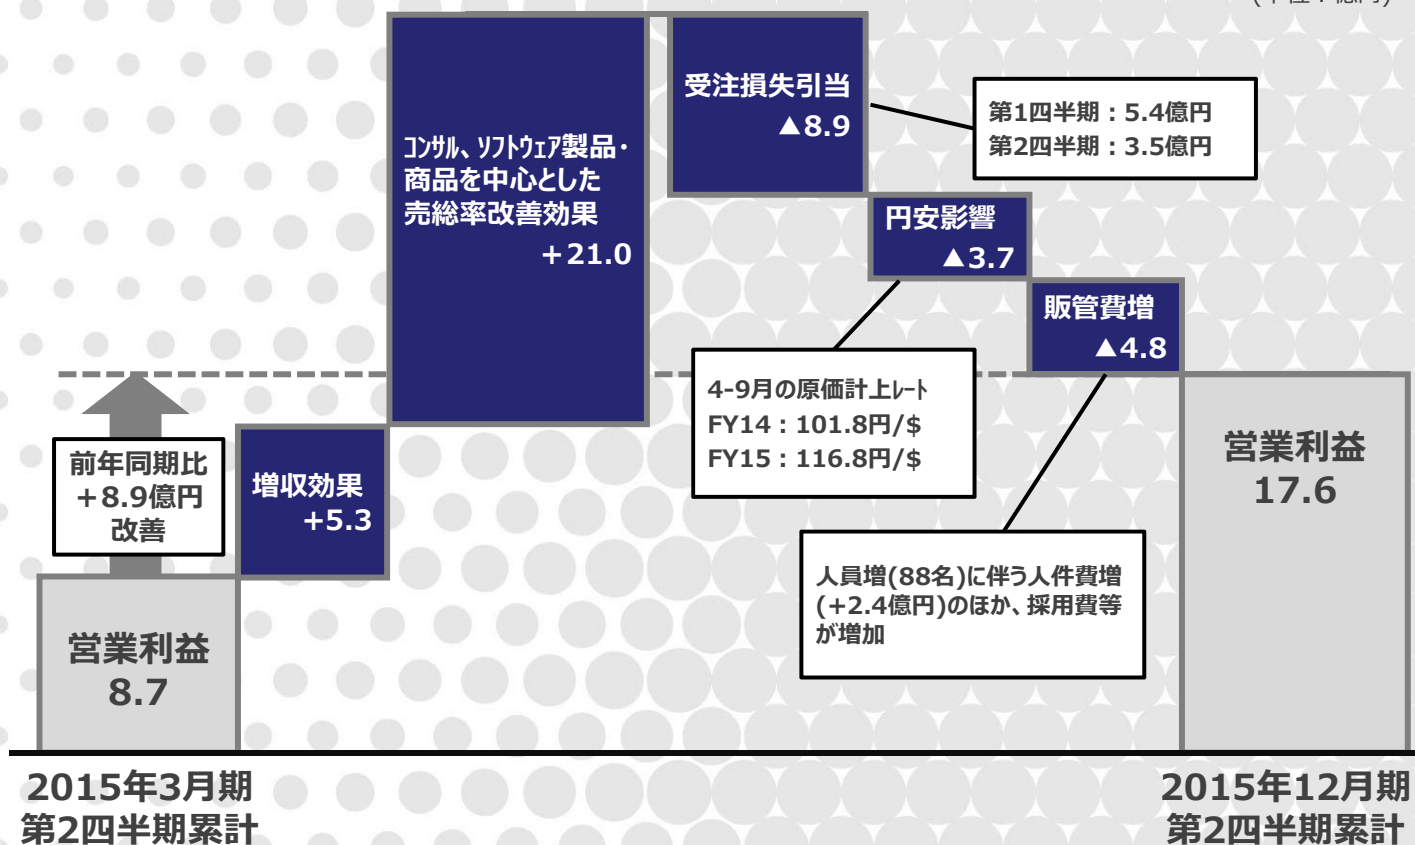 (単位：億円)
コンサル、ソフトウェア製品・
商品を中心とした
売総率改善効果
＋21.0
受注損失引当
▲8.9
第1四半期：5.4億円
第2四半期：3.5億円
円安影響
▲3.7
販管費増
▲4.8
4-9月の原価計上レート
FY14：101.8円/$
FY15：116.8円/$
前年同期比
＋8.9億円
改善
増収効果
+5.3
人員増(88名)に伴う人件費増
(+2.4億円)のほか、採用費等
が増加
営業利益
8.7
営業利益
17.6
2015年3月期
第2四半期累計
2015年12月期
第2四半期累計